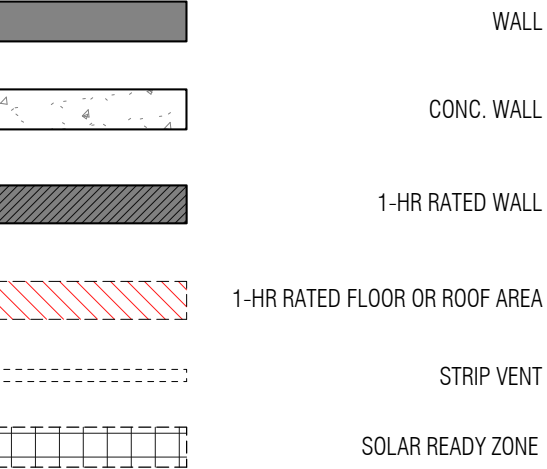 WALL
CONC. WALL
1-HR RATED WALL
1-HR RATED FLOOR OR ROOF AREA
STRIP VENT
SOLAR READY ZONE